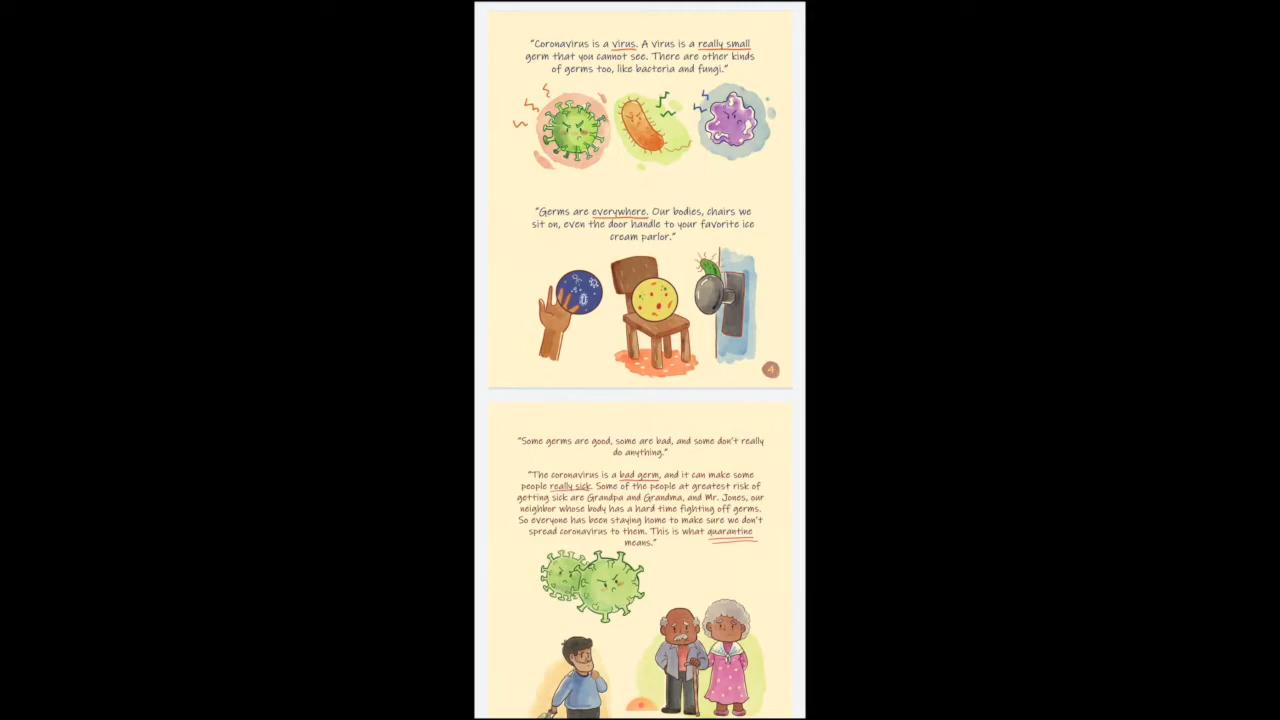 "Coronavirus is a virus. A virus is a really small
germ that you cannot see. There are other kinds
of germs too, like bacteria and fungi."
"Germs are everywhere. Our bodies, chairs we
sit on, even the door handle to your favorite ice
cream parlor."
4
"Some germs are good, some are bad, and some don't really
do anything."
"The coronavirus is a bad germ, and it can make some
people really sick. Some of the people at greatest risk of
getting sick are Grandpa and Grandma, and Mr. Jones, our
neighbor whose body has a hard time fighting off germs.
So everyone has been staying home to make sure we don't
spread coronavirus to them. This is what quarantine
means."